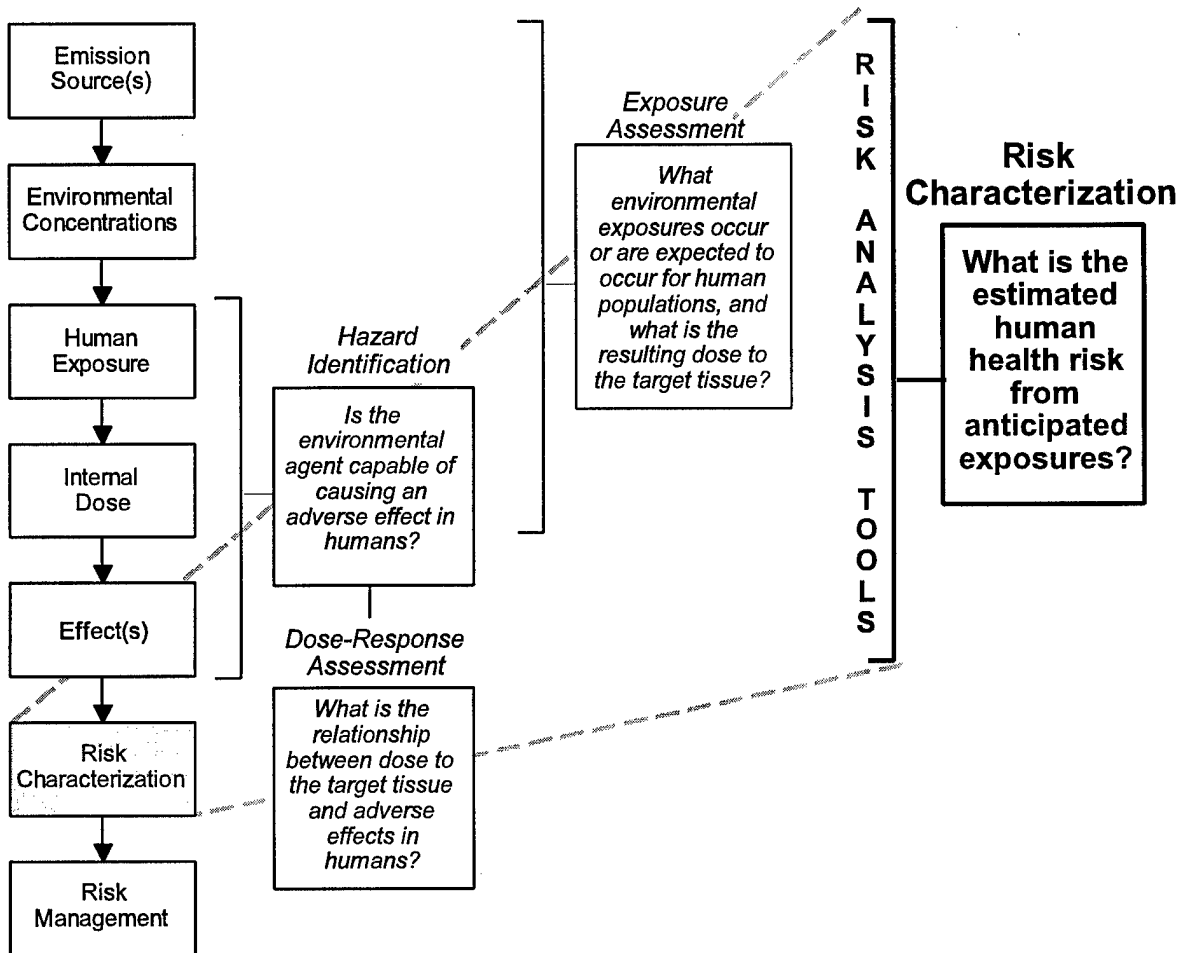 Emission
Source(s)
Environmental
Concentrations
Human
Exposure
Internal
Dose
Effect(s)
Risk
Characterization
Risk
Management
Hazard
Identification
Is the
environmental
agent capable of
causing an
adverse effect in
humans?
Dose-Response
Assessment
What is the
relationship
between dose to
the target tissue
and adverse
effects in
humans?
Exposure
Assessment
What
environmental
exposures occur
or are expected to
occur for human
populations, and
what is the
resulting dose to
the target tissue?
RISK ANALYSIS TOOLS
Risk
Characterization
What is the
estimated
human
health risk
from
anticipated
exposures?